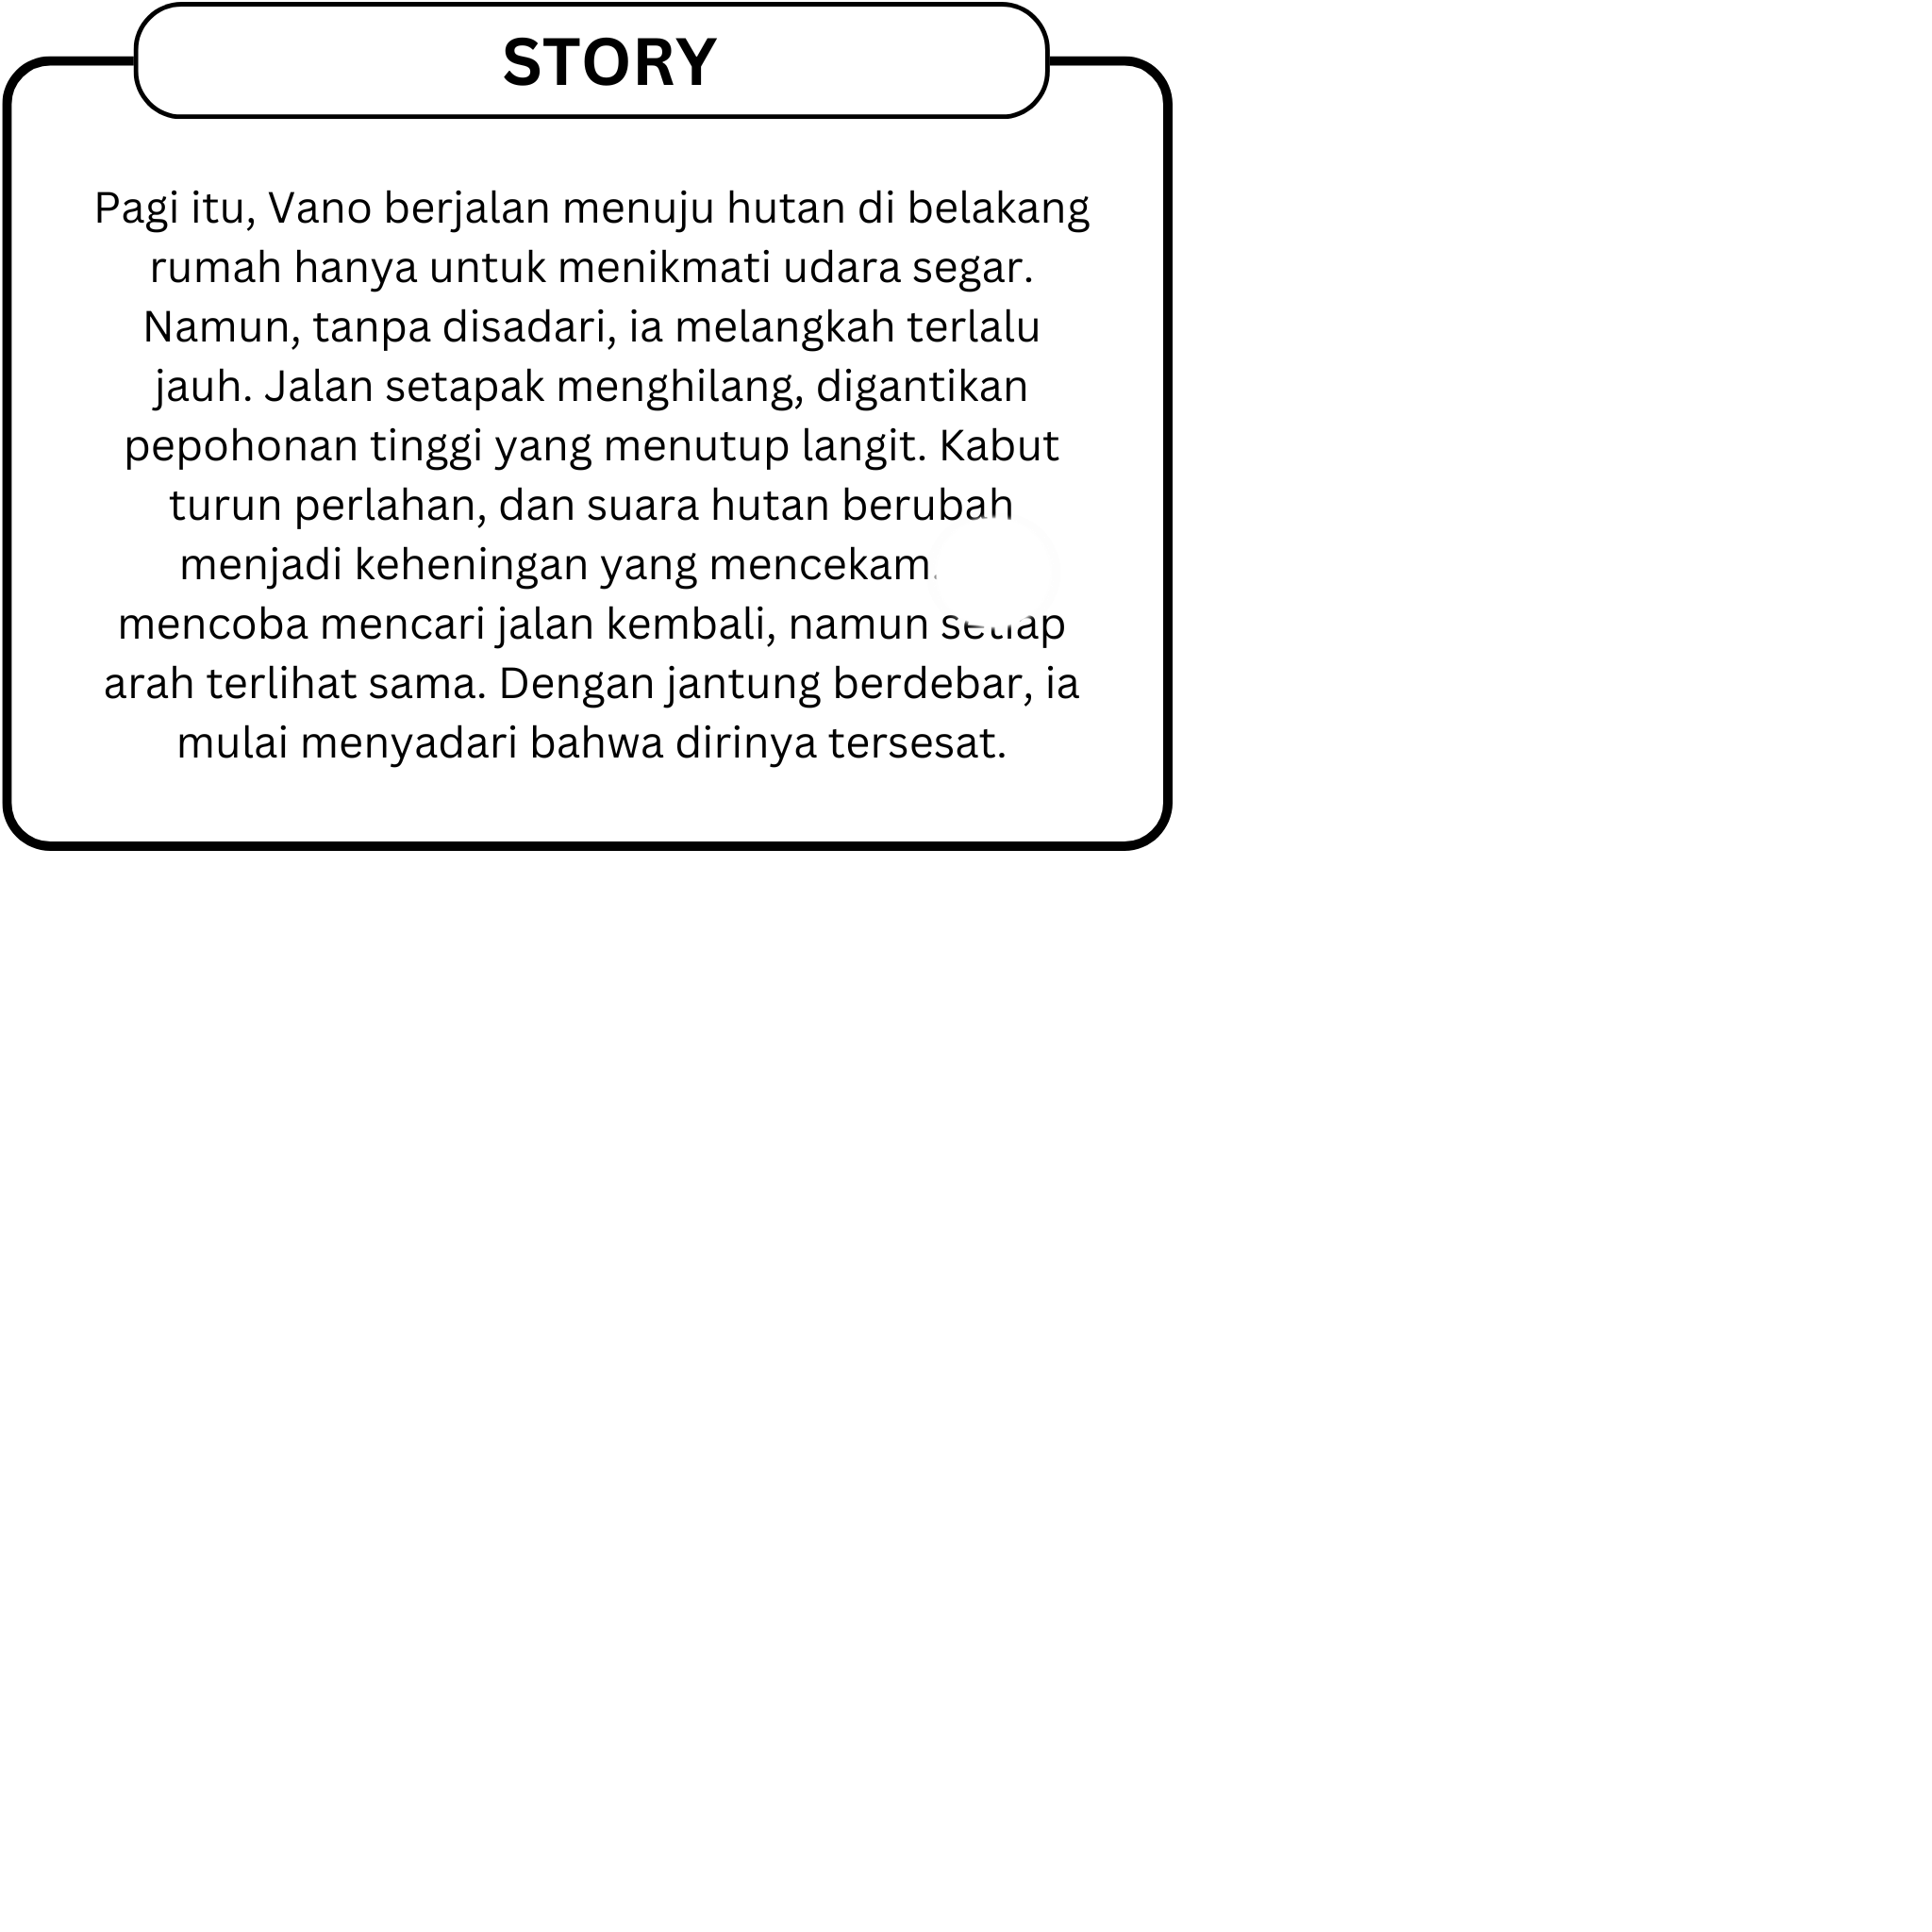 STORY
Pagi itu, Vano berjalan menuju hutan di belakang
rumah hanya untuk menikmati udara segar.
Namun, tanpa disadari, ia melangkah terlalu
jauh. Jalan setapak menghilang, digantikan
pepohonan tinggi yang menutup langit. Kabut
turun perlahan, dan suara hutan berubah
menjadi keheningan yang mencekam.
mencoba mencari jalan kembali, namun setiap
arah terlihat sama. Dengan jantung berdebar, ia
mulai menyadari bahwa dirinya tersesat.